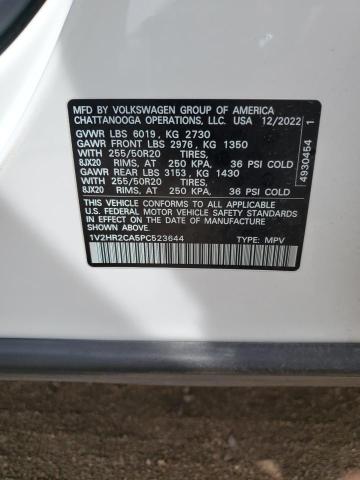 MFD BY VOLKSWAGEN GROUP OF AMERICA
CHATTANOOGA OPERATIONS, LLC. USA 12/2022
GVWR LBS 6019, KG 2730
GAWR FRONT LBS 2976, KG 1350
WITH 255/50R20 TIRES,
8JX20 RIMS, AT 250 KPA, 36 PSI COLD
GAWR REAR LBS 3153, KG 1430
WITH 255/50R20 TIRES,
8JX20 RIMS, AT 250 KPA, 36 PSI COLD
THIS VEHICLE CONFORMS TO ALL APPLICABLE
U.S. FEDERAL MOTOR VEHICLE SAFETY
STANDARDS IN EFFECT ON THE DATE OF MANUFACTURE
SHOWN ABOVE.
1V2HR2CA5PC523644 TYPE: MPV
4930454 1